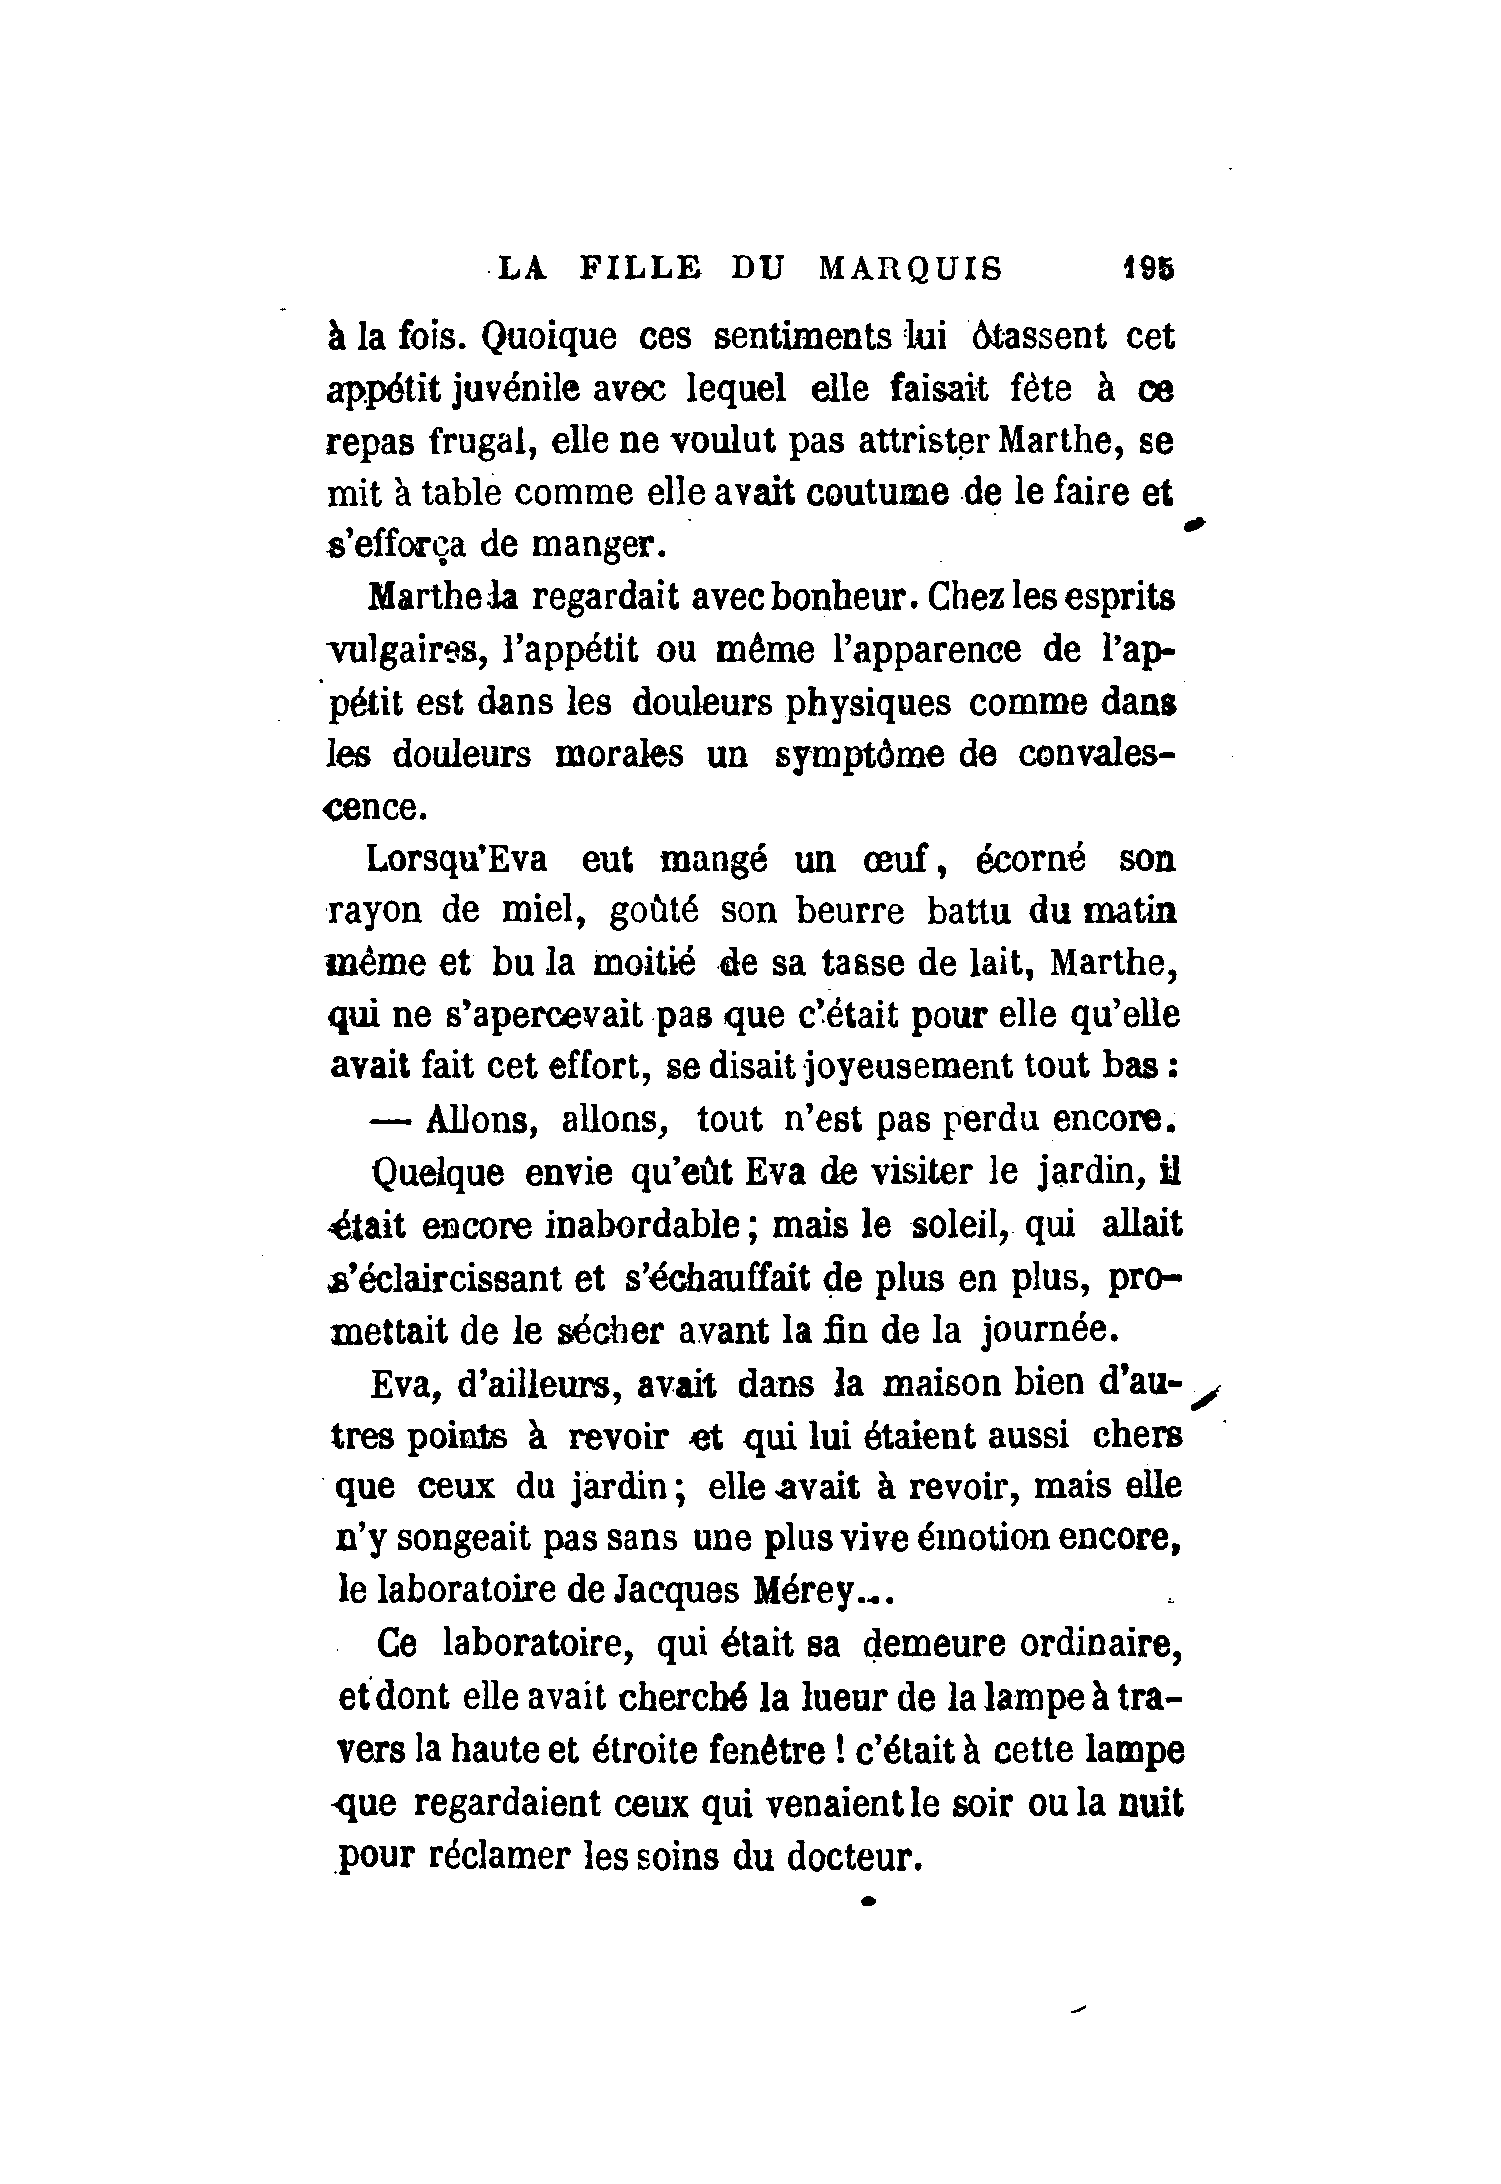 LA FILLE DU MARQUIS 195
à la fois. Quoique ces sentiments lui ôtassent cet
appétit juvénile avec lequel elle faisait fête à ce
repas frugal, elle ne voulut pas attrister Marthe, se
mit à table comme elle avait coutume de le faire et
s'efforça de manger.
Marthe la regardait avec bonheur. Chez les esprits
vulgaires, l'appétit ou même l'apparence de l'ap-
pétit est dans les douleurs physiques comme dans
les douleurs morales un symptôme de convales-
cence.
Lorsqu'Eva eut mangé un œuf, écorné son
rayon de miel, goûté son beurre battu du matin
même et bu la moitié de sa tasse de lait, Marthe,
qui ne s'apercevait pas que c'était pour elle qu'elle
avait fait cet effort, se disait joyeusement tout bas :
— Allons, allons, tout n'est pas perdu encore.
Quelque envie qu'eût Eva de visiter le jardin, il
était encore inabordable ; mais le soleil, qui allait
s'éclaircissant et s'échauffait de plus en plus, pro-
mettait de le sécher avant la fin de la journée.
Eva, d'ailleurs, avait dans la maison bien d'au-
tres points à revoir et qui lui étaient aussi chers
que ceux du jardin ; elle avait à revoir, mais elle
n'y songeait pas sans une plus vive émotion encore,
le laboratoire de Jacques Mérey...
Ce laboratoire, qui était sa demeure ordinaire,
et dont elle avait cherché la lueur de la lampe à tra-
vers la haute et étroite fenêtre ! c'était à cette lampe
que regardaient ceux qui venaient le soir ou la nuit
pour réclamer les soins du docteur.